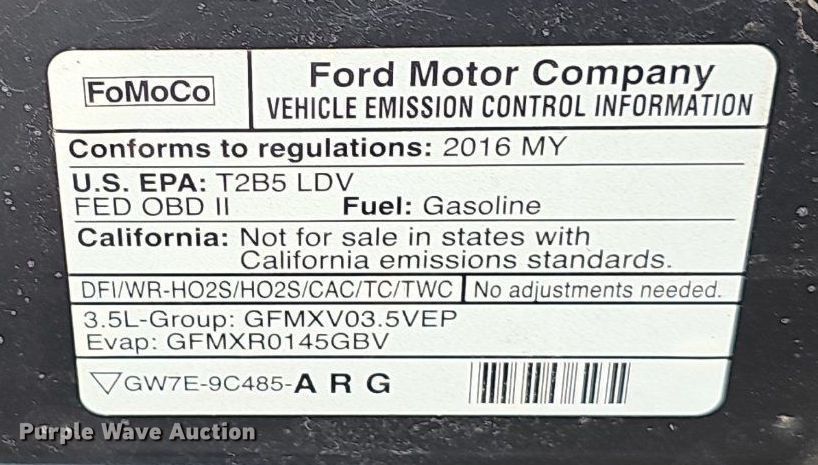 FoMoCo
Ford Motor Company
VEHICLE EMISSION CONTROL INFORMATION
Conforms to regulations: 2016 MY
U.S. EPA: T2B5 LDV
FED OBD II Fuel: Gasoline
California: Not for sale in states with
California emissions standards.
DFI/WR-HO2S/HO2S/CAC/TC/TWC No adjustments needed.
3.5L-Group: GFMXV03.5VEP
Evap: GFMXR0145GBV
GW7E-9C485-A R G
Purple Wave Auction